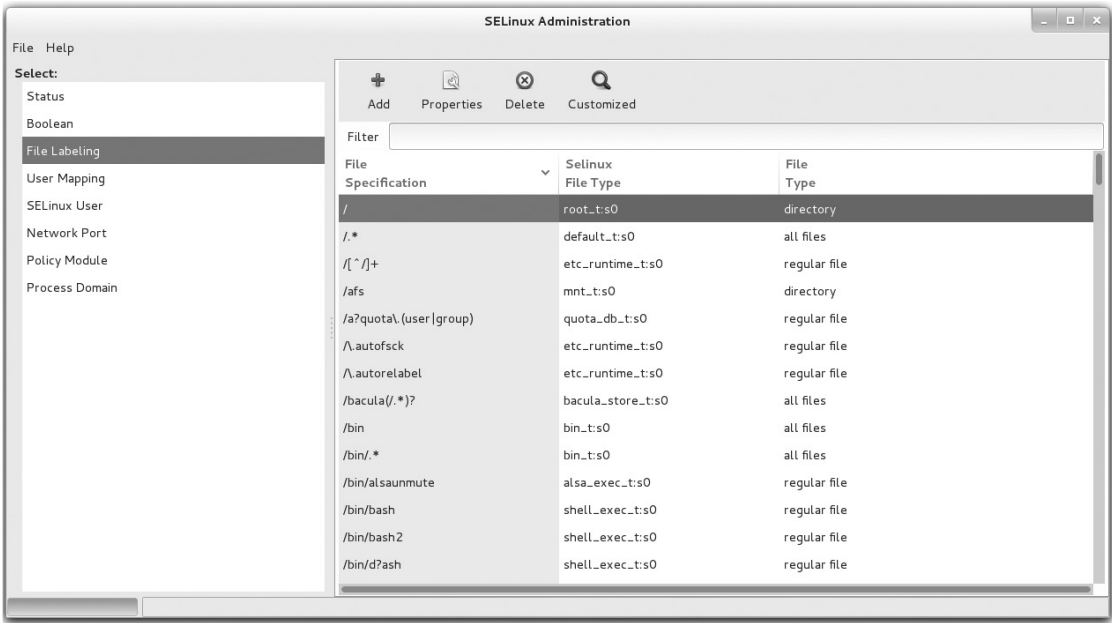 SELinux Administration
File Help
Select:
Status
Boolean
File Labeling
User Mapping
SELinux User
Network Port
Policy Module
Process Domain
Add Properties Delete Customized
Filter
File Specification Selinux File Type File Type
/ root_t:s0 directory
/.* default_t:s0 all files
/[^/]+ etc_runtime_t:s0 regular file
/afs mnt_t:s0 directory
/a?quota\.(user|group) quota_db_t:s0 regular file
/\.autofsck etc_runtime_t:s0 regular file
/\.autorelabel etc_runtime_t:s0 regular file
/bacula(/.*)? bacula_store_t:s0 all files
/bin bin_t:s0 all files
/bin/.* bin_t:s0 all files
/bin/alsaunmute alsa_exec_t:s0 regular file
/bin/bash shell_exec_t:s0 regular file
/bin/bash2 shell_exec_t:s0 regular file
/bin/d?ash shell_exec_t:s0 regular file